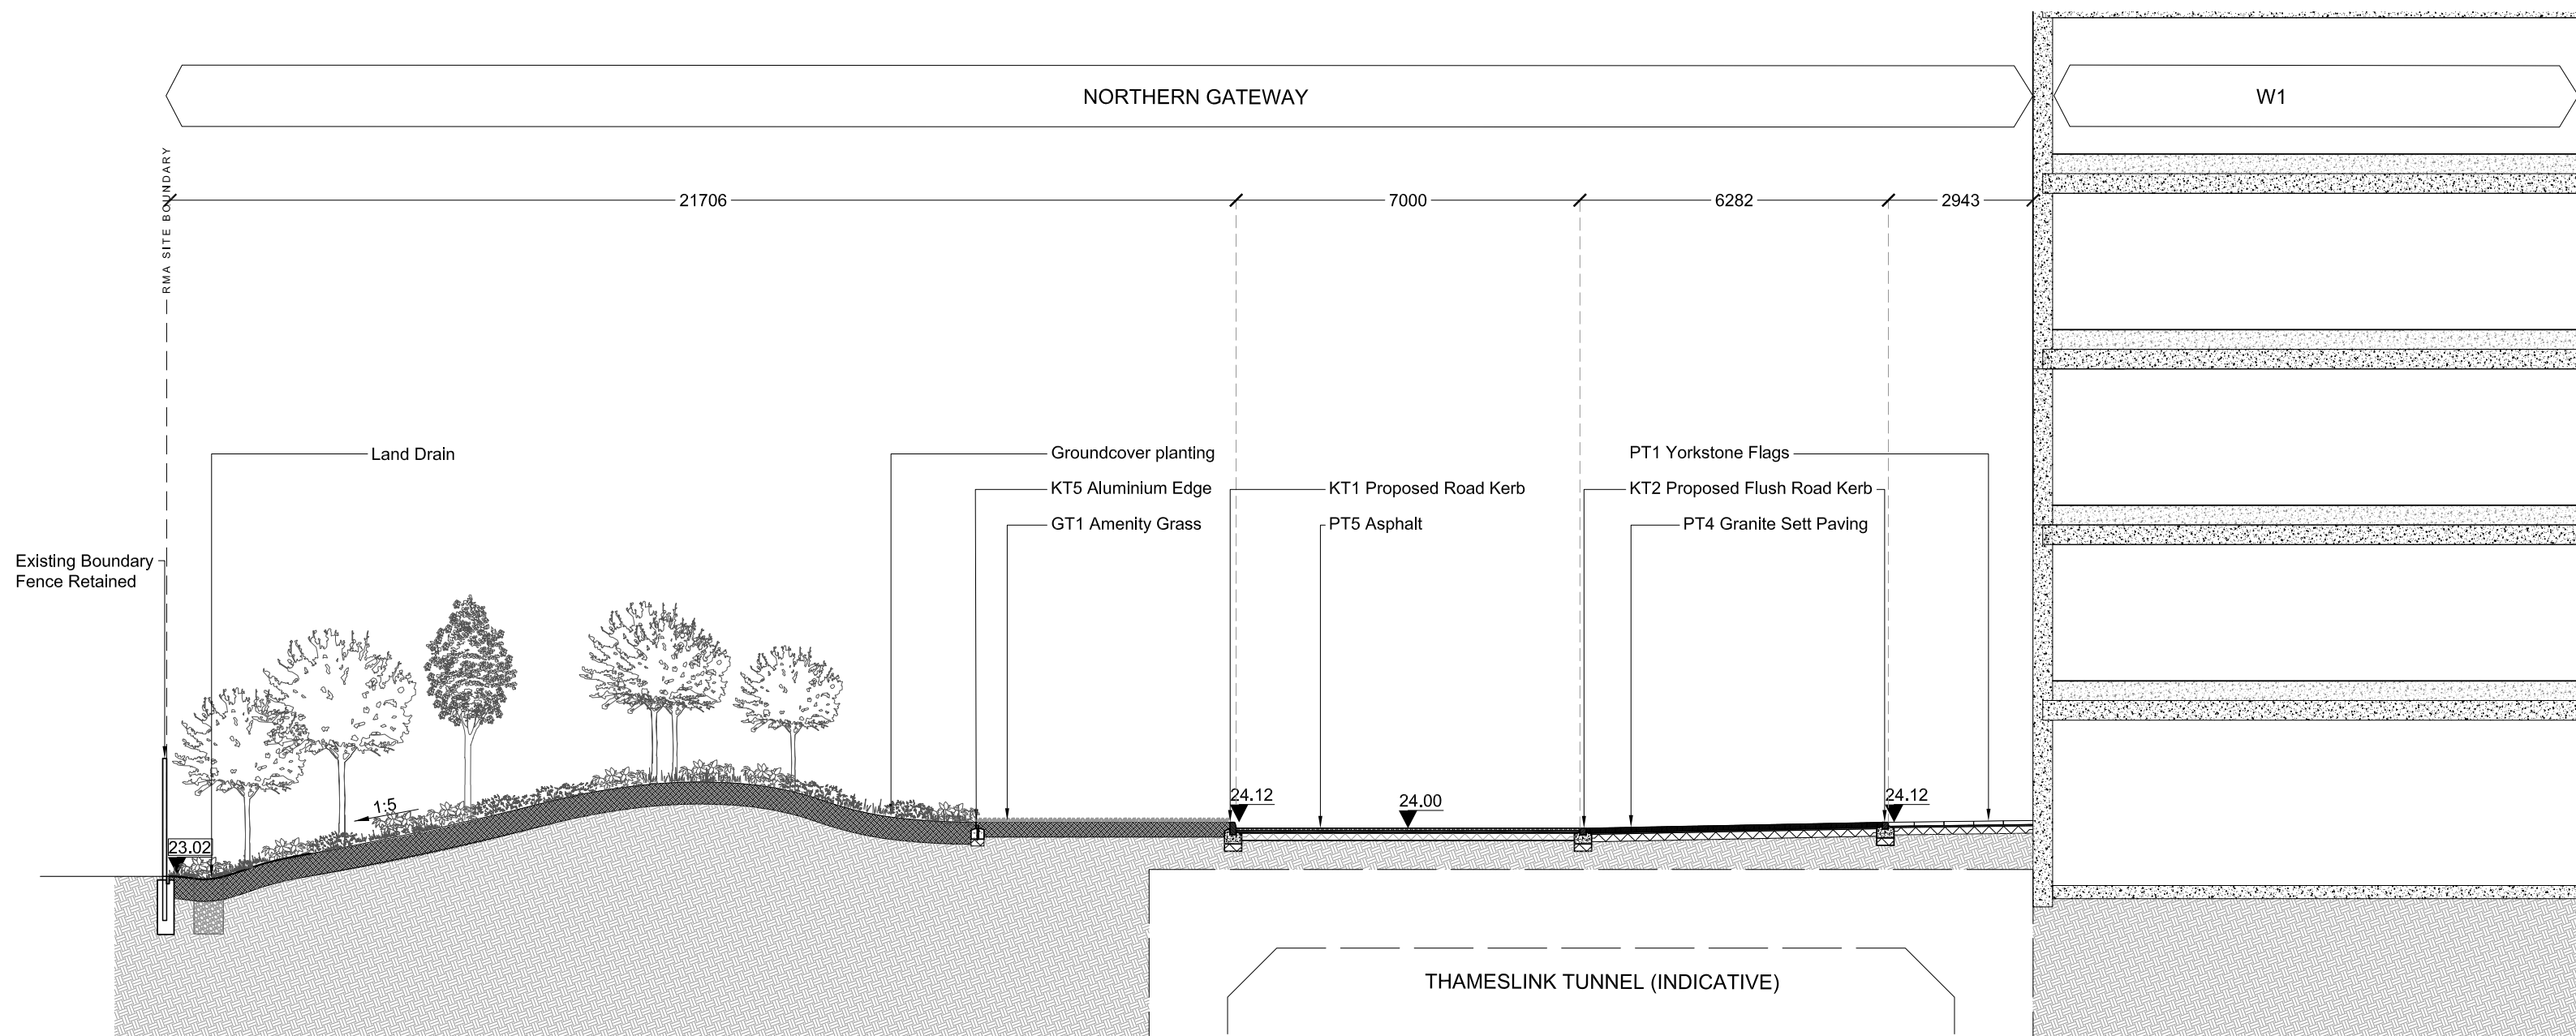 NORTHERN GATEWAY
W1
RMA SITE BOUNDARY
21706
7000
6282
2943
Land Drain
Groundcover planting
PT1 Yorkstone Flags
KT5 Aluminium Edge
KT1 Proposed Road Kerb
KT2 Proposed Flush Road Kerb
GT1 Amenity Grass
PT5 Asphalt
PT4 Granite Sett Paving
Existing Boundary
Fence Retained
1:5
24.12
24.00
24.12
23.02
THAMESLINK TUNNEL (INDICATIVE)